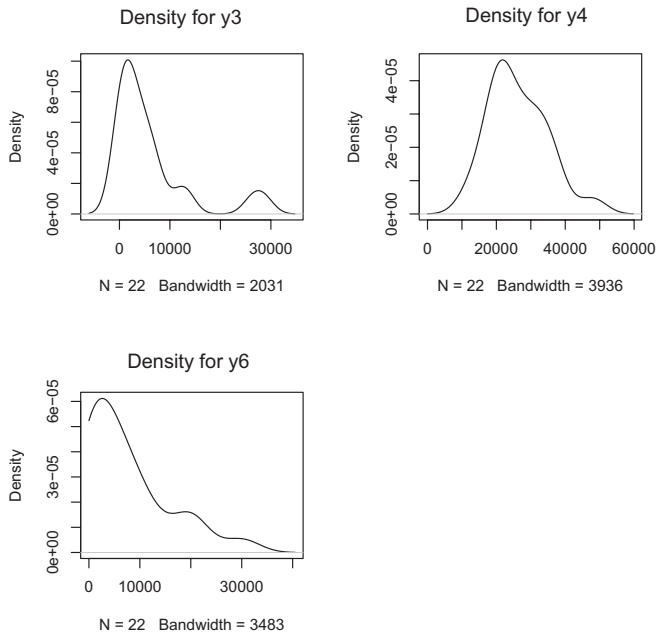 Density for y3
Density
0e+00
4e-05
8e-05
0
10000
30000
N = 22 Bandwidth = 2031
Density for y4
Density
0e+00
2e-05
4e-05
0
20000
40000
60000
N = 22 Bandwidth = 3936
Density for y6
Density
0e+00
3e-05
6e-05
0
10000
30000
N = 22 Bandwidth = 3483